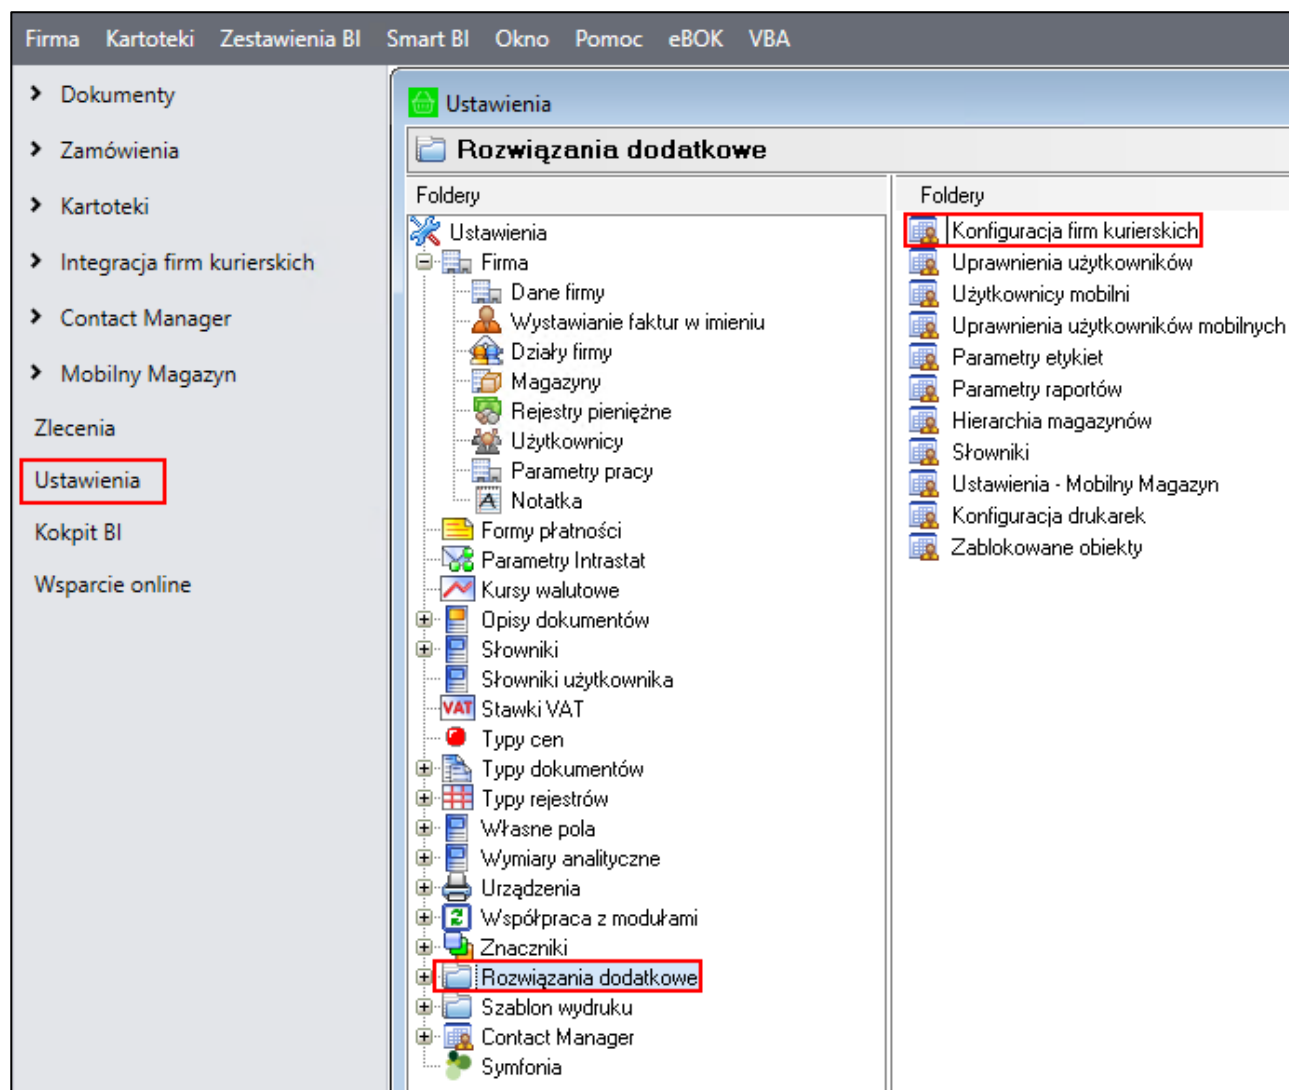 Firma Kartoteki Zestawienia BI Smart BI Okno Pomoc eBOK VBA
Dokumenty
Zamówienia
Kartoteki
Integracja firm kurierskich
Contact Manager
Mobilny Magazyn
Zlecenia
Ustawienia
Kokpit BI
Wsparcie online
Ustawienia
Rozwiązania dodatkowe
Foldery
Ustawienia
Firma
Dane firmy
Wystawianie faktur w imieniu
Działy firmy
Magazyny
Rejestry pieniężne
Użytkownicy
Parametry pracy
Notatka
Formy płatności
Parametry Intrastat
Kursy walutowe
Opisy dokumentów
Słowniki
Słowniki użytkownika
VAT Stawki VAT
Typy cen
Typy dokumentów
Typy rejestrów
Własne pola
Wymiary analityczne
Urządzenia
Współpraca z modułami
Znaczniki
Rozwiązania dodatkowe
Szablon wydruku
Contact Manager
Symfonia
Foldery
Konfiguracja firm kurierskich
Uprawnienia użytkowników
Użytkownicy mobilni
Uprawnienia użytkowników mobilnych
Parametry etykiet
Parametry raportów
Hierarchia magazynów
Słowniki
Ustawienia - Mobilny Magazyn
Konfiguracja drukarek
Zablokowane obiekty